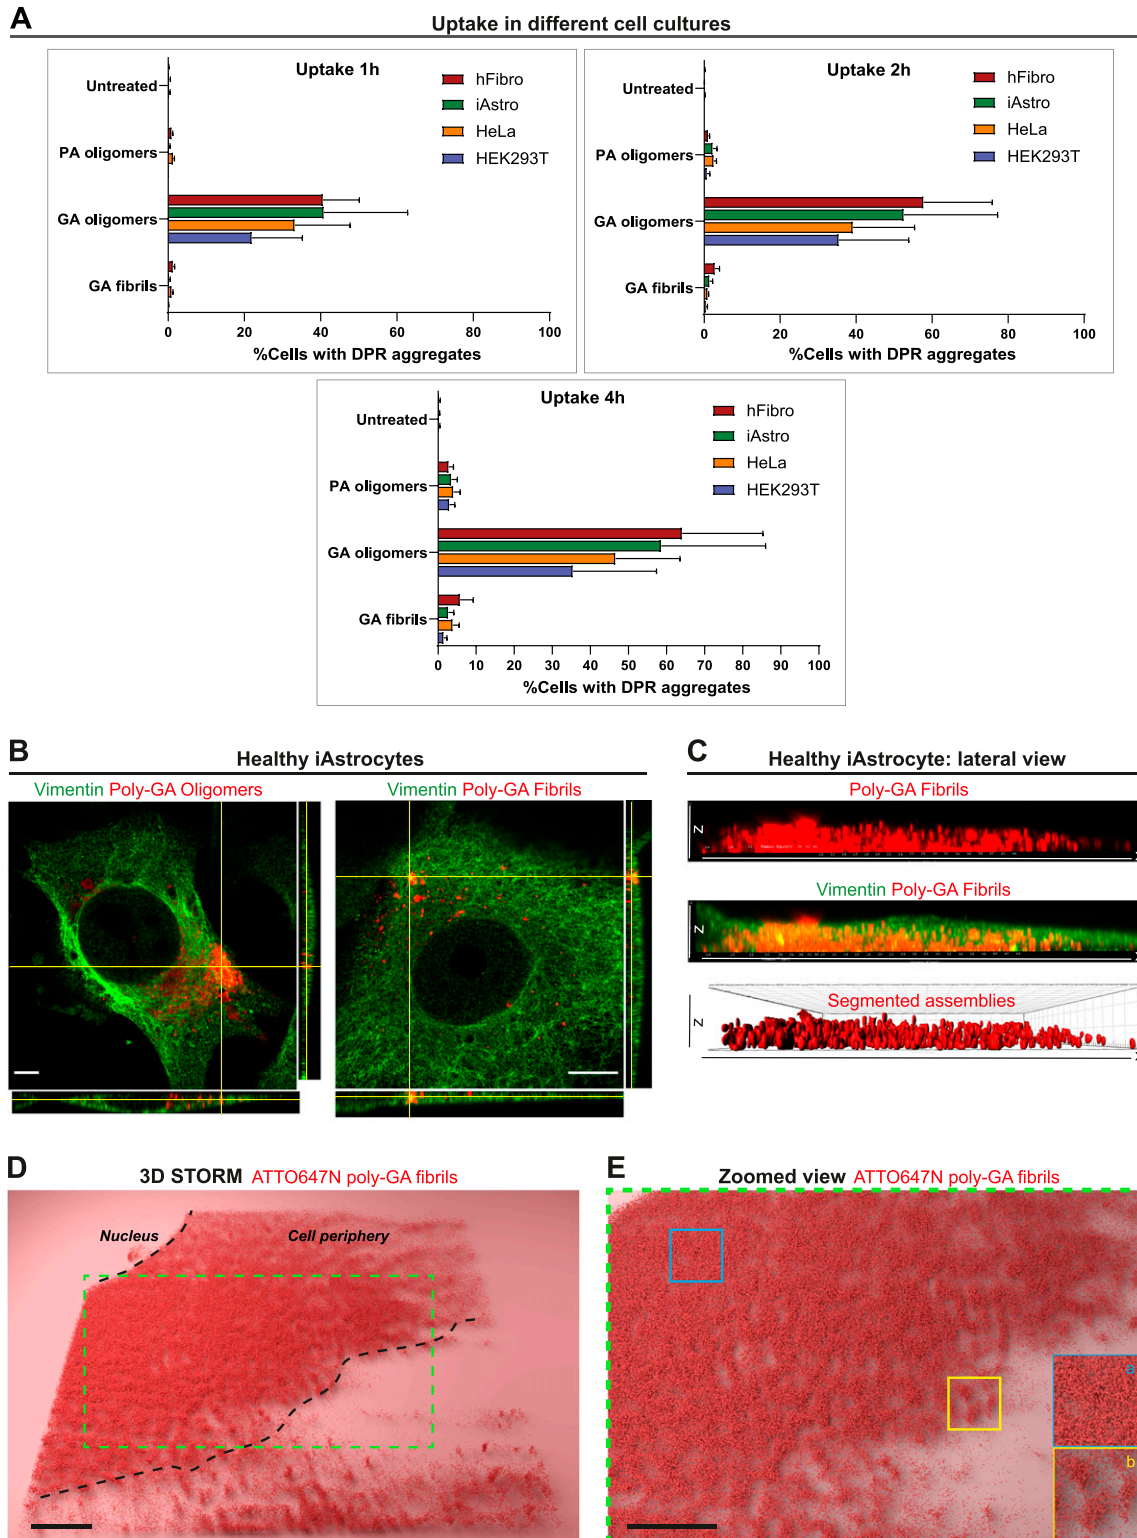 A
Uptake in different cell cultures
Uptake 1h
hFibro
iAstro
HeLa
HEK293T
Untreated
PA oligomers
GA oligomers
GA fibrils
0 20 40 60 80 100
%Cells with DPR aggregates
Uptake 2h
hFibro
iAstro
HeLa
HEK293T
Untreated
PA oligomers
GA oligomers
GA fibrils
0 20 40 60 80 100
%Cells with DPR aggregates
Uptake 4h
hFibro
iAstro
HeLa
HEK293T
Untreated
PA oligomers
GA oligomers
GA fibrils
0 10 20 30 40 50 60 70 80 90 100
%Cells with DPR aggregates
B
Healthy iAstrocytes
Vimentin Poly-GA Oligomers
Vimentin Poly-GA Fibrils
C
Healthy iAstrocyte: lateral view
Poly-GA Fibrils
Z
Vimentin Poly-GA Fibrils
Z
Segmented assemblies
Z
D
3D STORM ATTO647N poly-GA fibrils
Nucleus
Cell periphery
E
Zoomed view ATTO647N poly-GA fibrils
a
b